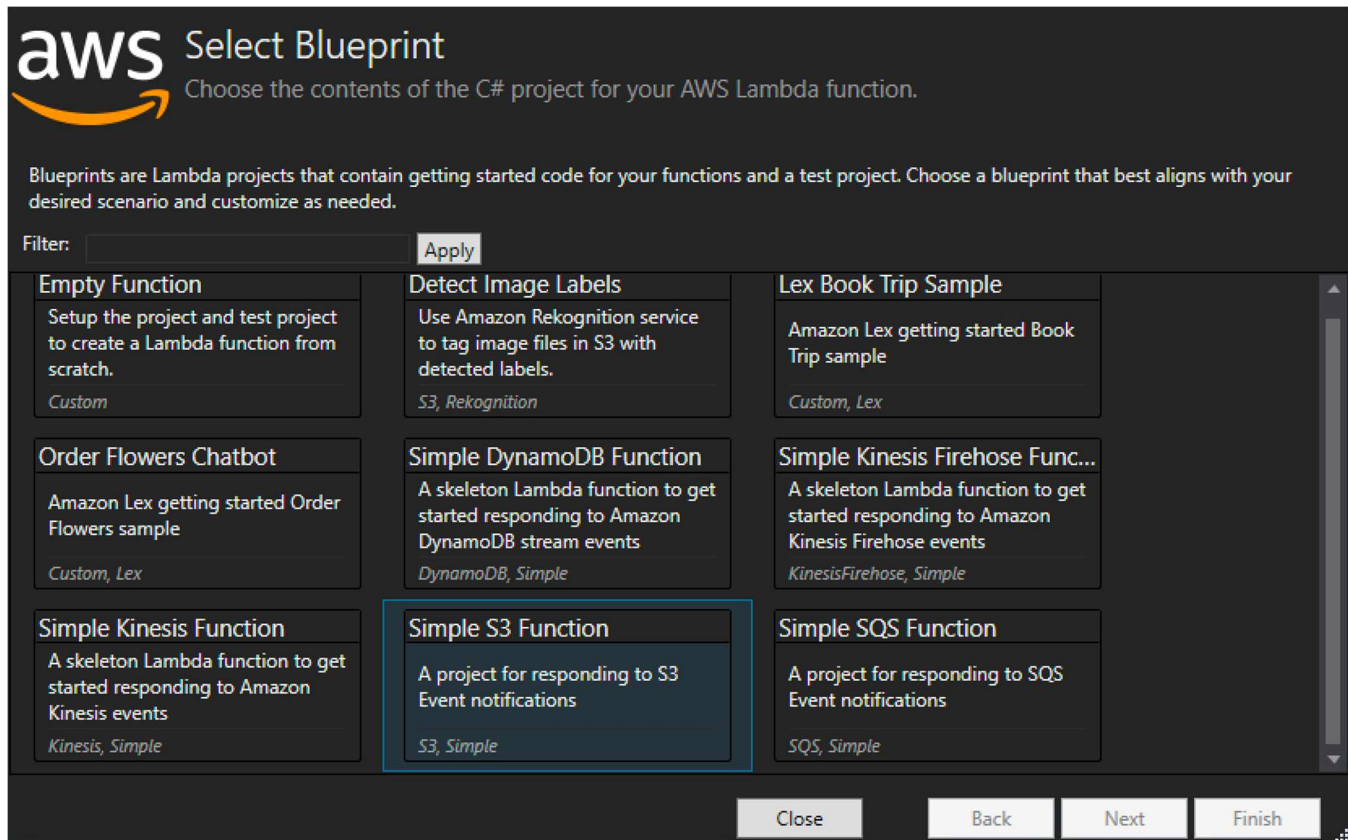 aws
Select Blueprint
Choose the contents of the C# project for your AWS Lambda function.
Blueprints are Lambda projects that contain getting started code for your functions and a test project. Choose a blueprint that best aligns with your
desired scenario and customize as needed.
Filter:
Apply
Empty Function
Setup the project and test project
to create a Lambda function from
scratch.
Custom
Detect Image Labels
Use Amazon Rekognition service
to tag image files in S3 with
detected labels.
S3, Rekognition
Lex Book Trip Sample
Amazon Lex getting started Book
Trip sample
Custom, Lex
Order Flowers Chatbot
Amazon Lex getting started Order
Flowers sample
Custom, Lex
Simple DynamoDB Function
A skeleton Lambda function to get
started responding to Amazon
DynamoDB stream events
DynamoDB, Simple
Simple Kinesis Firehose Func...
A skeleton Lambda function to get
started responding to Amazon
Kinesis Firehose events
KinesisFirehose, Simple
Simple Kinesis Function
A skeleton Lambda function to get
started responding to Amazon
Kinesis events
Kinesis, Simple
Simple S3 Function
A project for responding to S3
Event notifications
S3, Simple
Simple SQS Function
A project for responding to SQS
Event notifications
SQS, Simple
Close
Back
Next
Finish